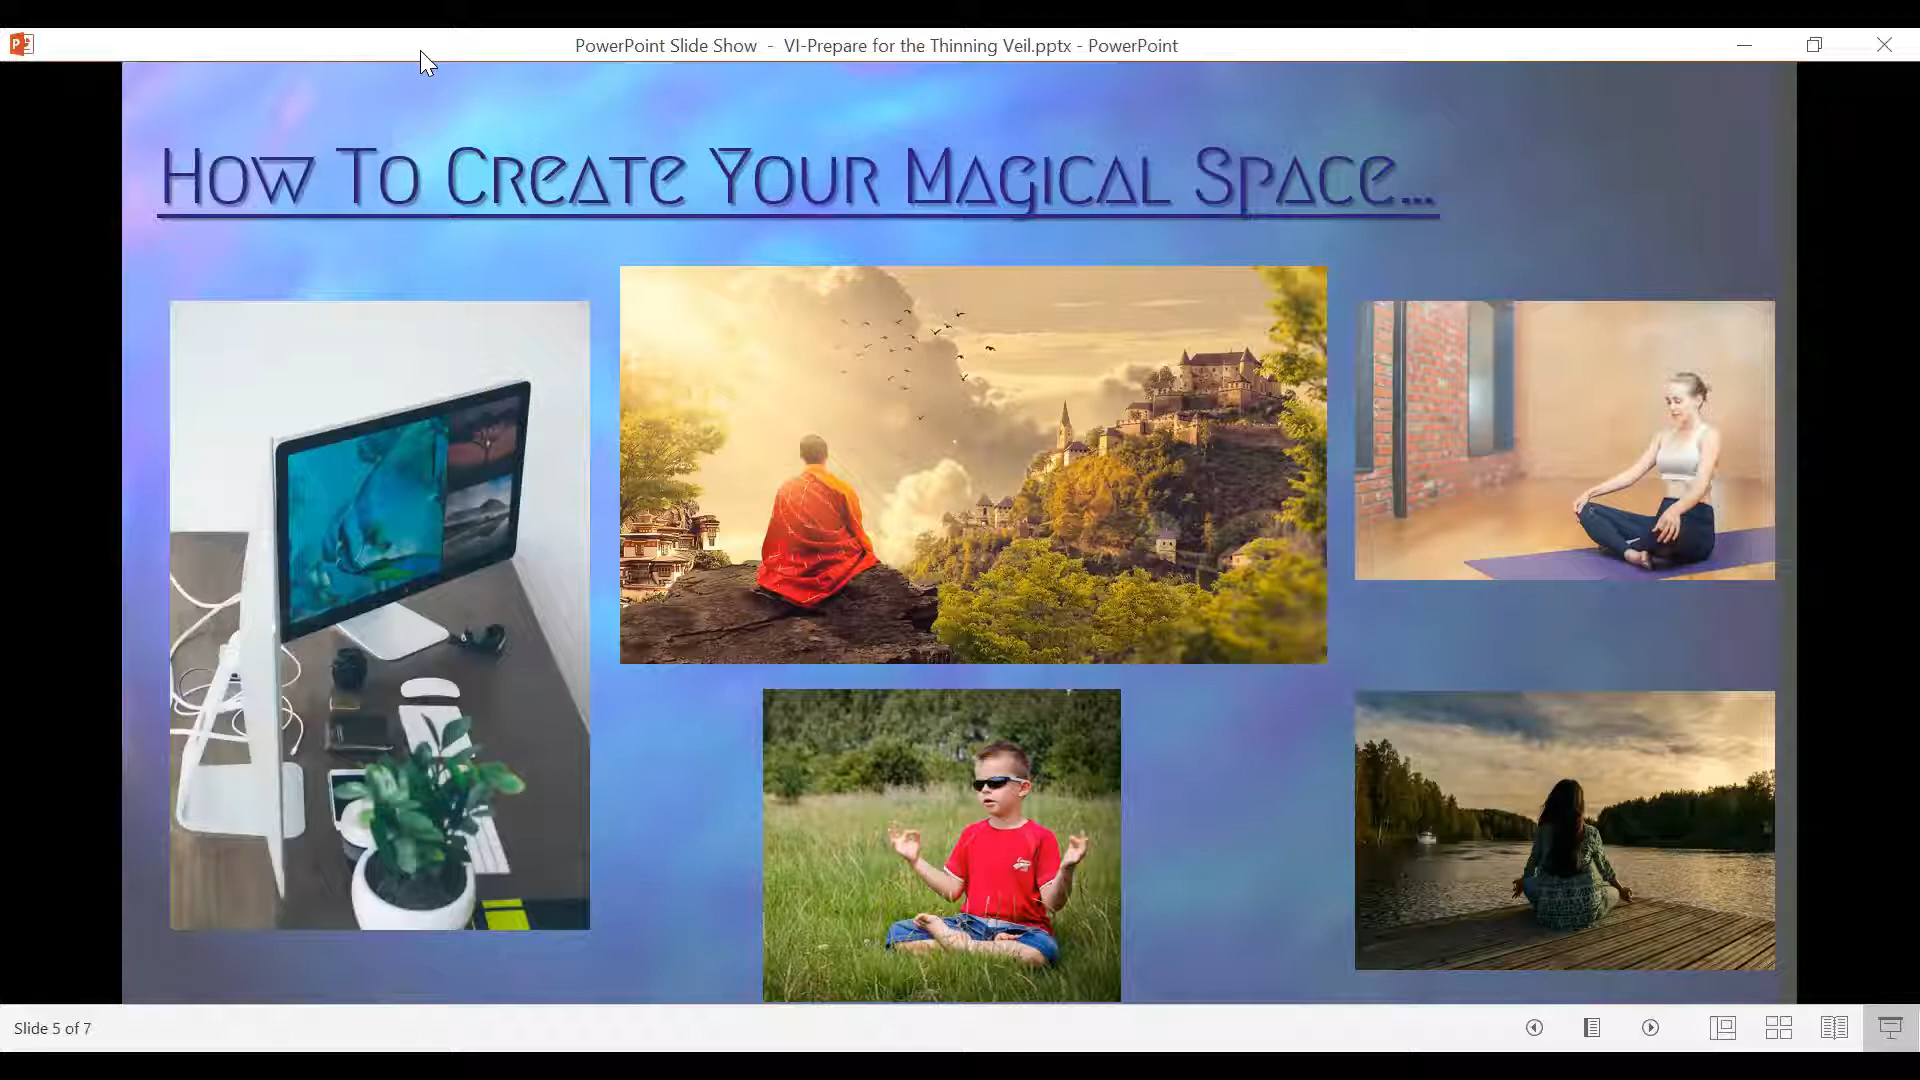 PowerPoint Slide Show - VI-Prepare for the Thinning Veil.pptx - PowerPoint
How To Create Your Magical Space...
Slide 5 of 7